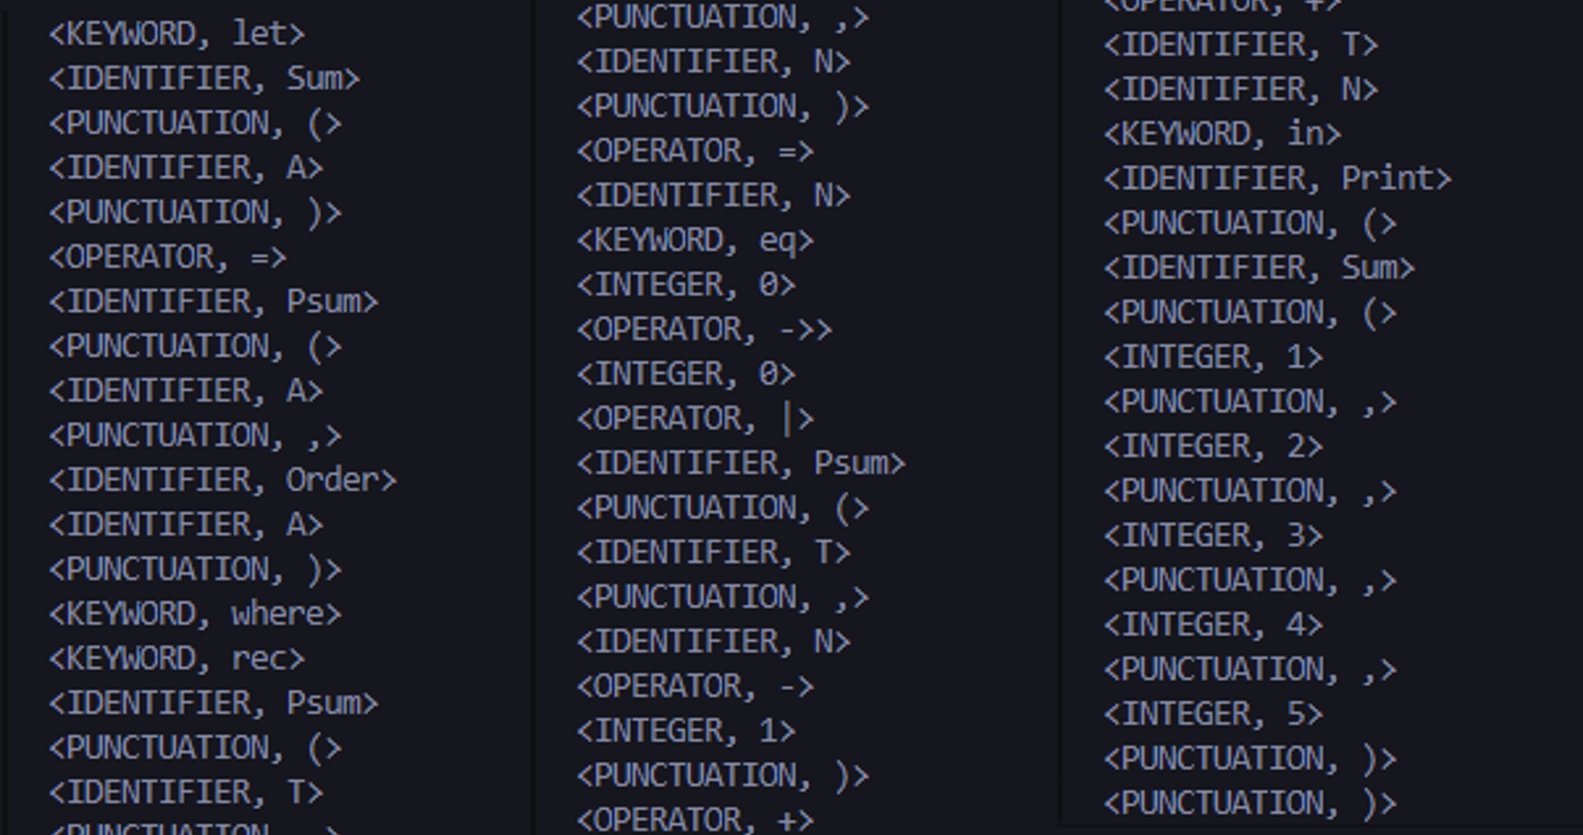 <KEYWORD, let>
<IDENTIFIER, Sum>
<PUNCTUATION, (>
<IDENTIFIER, A>
<PUNCTUATION, )>
<OPERATOR, =>
<IDENTIFIER, Psum>
<PUNCTUATION, (>
<IDENTIFIER, A>
<PUNCTUATION, ,>
<IDENTIFIER, Order>
<IDENTIFIER, A>
<PUNCTUATION, )>
<KEYWORD, where>
<KEYWORD, rec>
<IDENTIFIER, Psum>
<PUNCTUATION, (>
<IDENTIFIER, T>
<PUNCTUATION, ,>
<PUNCTUATION, ,>
<IDENTIFIER, N>
<PUNCTUATION, )>
<OPERATOR, =>
<IDENTIFIER, N>
<KEYWORD, eq>
<INTEGER, 0>
<OPERATOR, ->>
<INTEGER, 0>
<OPERATOR, |>
<IDENTIFIER, Psum>
<PUNCTUATION, (>
<IDENTIFIER, T>
<PUNCTUATION, ,>
<IDENTIFIER, N>
<OPERATOR, ->
<INTEGER, 1>
<PUNCTUATION, )>
<OPERATOR, +>
<OPERATOR, +>
<IDENTIFIER, T>
<IDENTIFIER, N>
<KEYWORD, in>
<IDENTIFIER, Print>
<PUNCTUATION, (>
<IDENTIFIER, Sum>
<PUNCTUATION, (>
<INTEGER, 1>
<PUNCTUATION, ,>
<INTEGER, 2>
<PUNCTUATION, ,>
<INTEGER, 3>
<PUNCTUATION, ,>
<INTEGER, 4>
<PUNCTUATION, ,>
<INTEGER, 5>
<PUNCTUATION, )>
<PUNCTUATION, )>